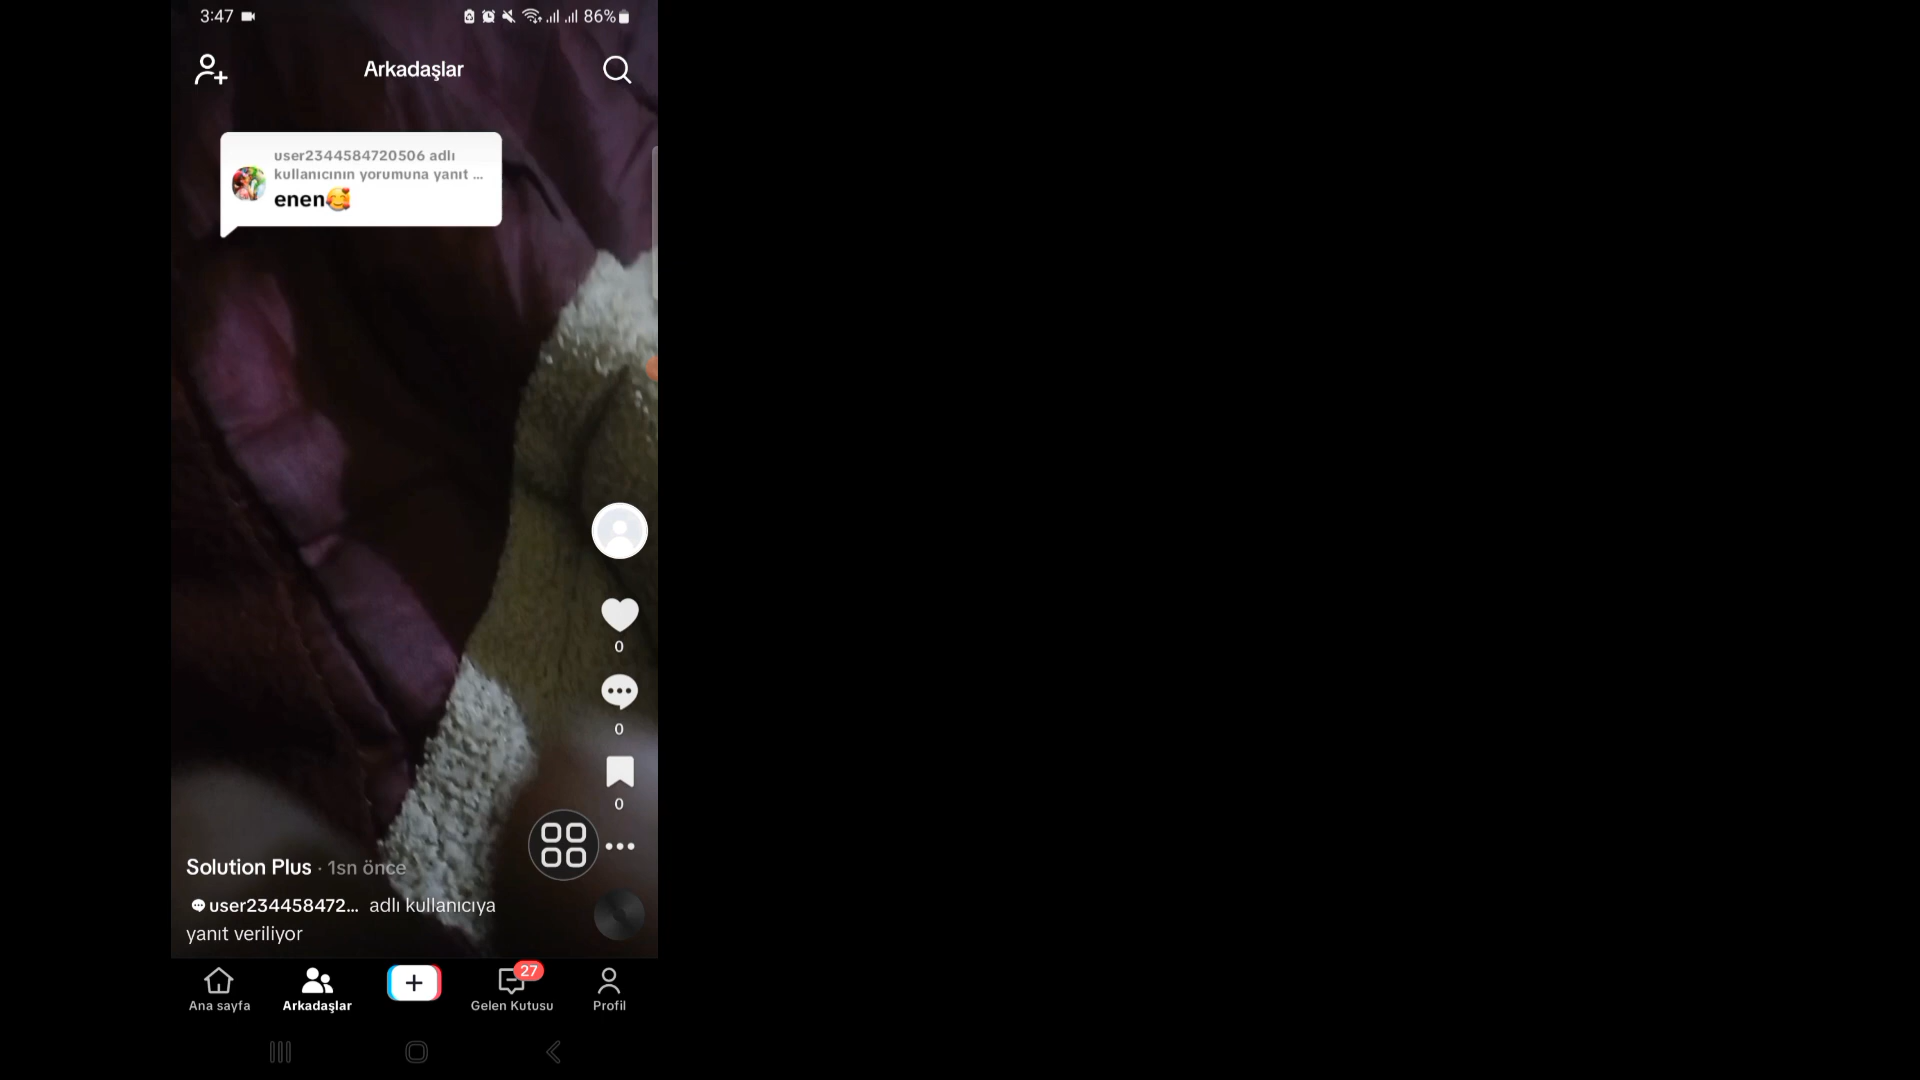 3:47 86%
Arkadaşlar
user2344584720506 adlı
kullanıcının yorumuna yanıt ...
enen🥰
0
0
0
Solution Plus · 1sn önce
user234458472... adlı kullanıcıya
yanıt veriliyor
27
Ana sayfa Arkadaşlar Gelen Kutusu Profil